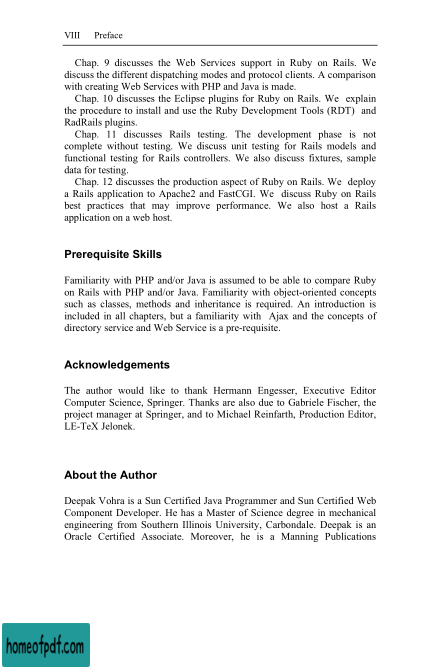 VIII Preface
Chap. 9 discusses the Web Services support in Ruby on Rails. We
discuss the different dispatching modes and protocol clients. A comparison
with creating Web Services with PHP and Java is made.
Chap. 10 discusses the Eclipse plugins for Ruby on Rails. We explain
the procedure to install and use the Ruby Development Tools (RDT) and
RadRails plugins.
Chap. 11 discusses Rails testing. The development phase is not
complete without testing. We discuss unit testing for Rails models and
functional testing for Rails controllers. We also discuss fixtures, sample
data for testing.
Chap. 12 discusses the production aspect of Ruby on Rails. We deploy
a Rails application to Apache2 and FastCGI. We discuss Ruby on Rails
best practices that may improve performance. We also host a Rails
application on a web host.
Prerequisite Skills
Familiarity with PHP and/or Java is assumed to be able to compare Ruby
on Rails with PHP and/or Java. Familiarity with object-oriented concepts
such as classes, methods and inheritance is required. An introduction is
included in all chapters, but a familiarity with Ajax and the concepts of
directory service and Web Service is a pre-requisite.
Acknowledgements
The author would like to thank Hermann Engesser, Executive Editor
Computer Science, Springer. Thanks are also due to Gabriele Fischer, the
project manager at Springer, and to Michael Reinfarth, Production Editor,
LE-TeX Jelonek.
About the Author
Deepak Vohra is a Sun Certified Java Programmer and Sun Certified Web
Component Developer. He has a Master of Science degree in mechanical
engineering from Southern Illinois University, Carbondale. Deepak is an
Oracle Certified Associate. Moreover, he is a Manning Publications
homeofpdf.com